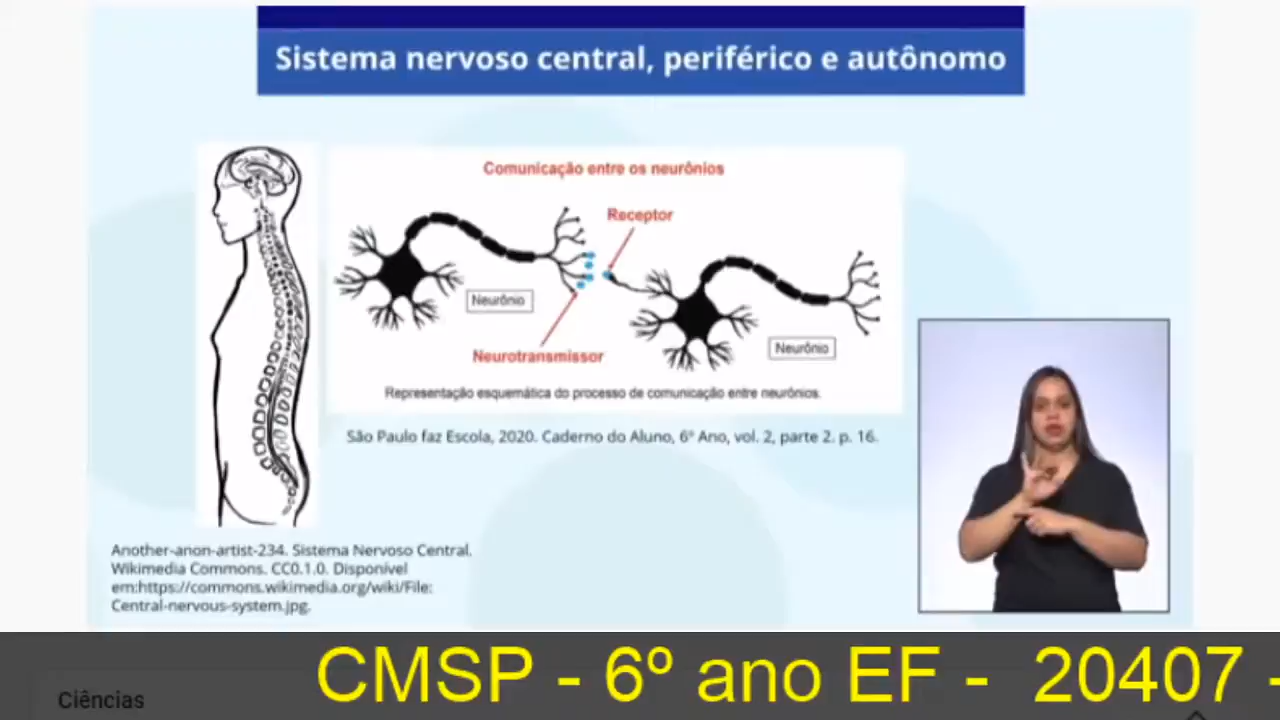 Sistema nervoso central, periférico e autônomo
Comunicação entre os neurônios
Receptor
Neurônio
Neurotransmissor
Neurônio
Representação esquemática do processo de comunicação entre neurônios.
São Paulo faz Escola, 2020. Caderno do Aluno, 6º Ano, vol. 2, parte 2. p. 16.
Another-anon-artist-234. Sistema Nervoso Central.
Wikimedia Commons. CC0.1.0. Disponível
em:https://commons.wikimedia.org/wiki/File:
Central-nervous-system.jpg.
CMSP - 6º ano EF - 20407 -
Ciências